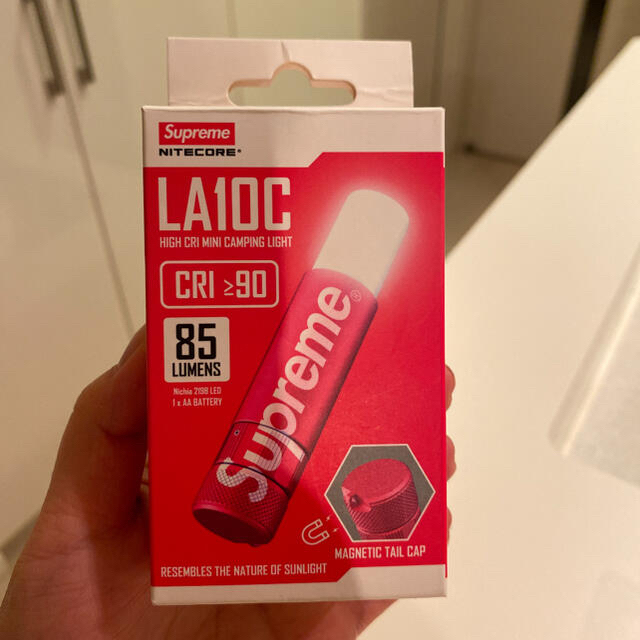 Supreme
NITECORE®
LA10C
HIGH CRI MINI CAMPING LIGHT
CRI ≥90
85
LUMENS
Nichia 219B LED
1 x AA BATTERY
Supreme®
MAGNETIC TAIL CAP
RESEMBLES THE NATURE OF SUNLIGHT